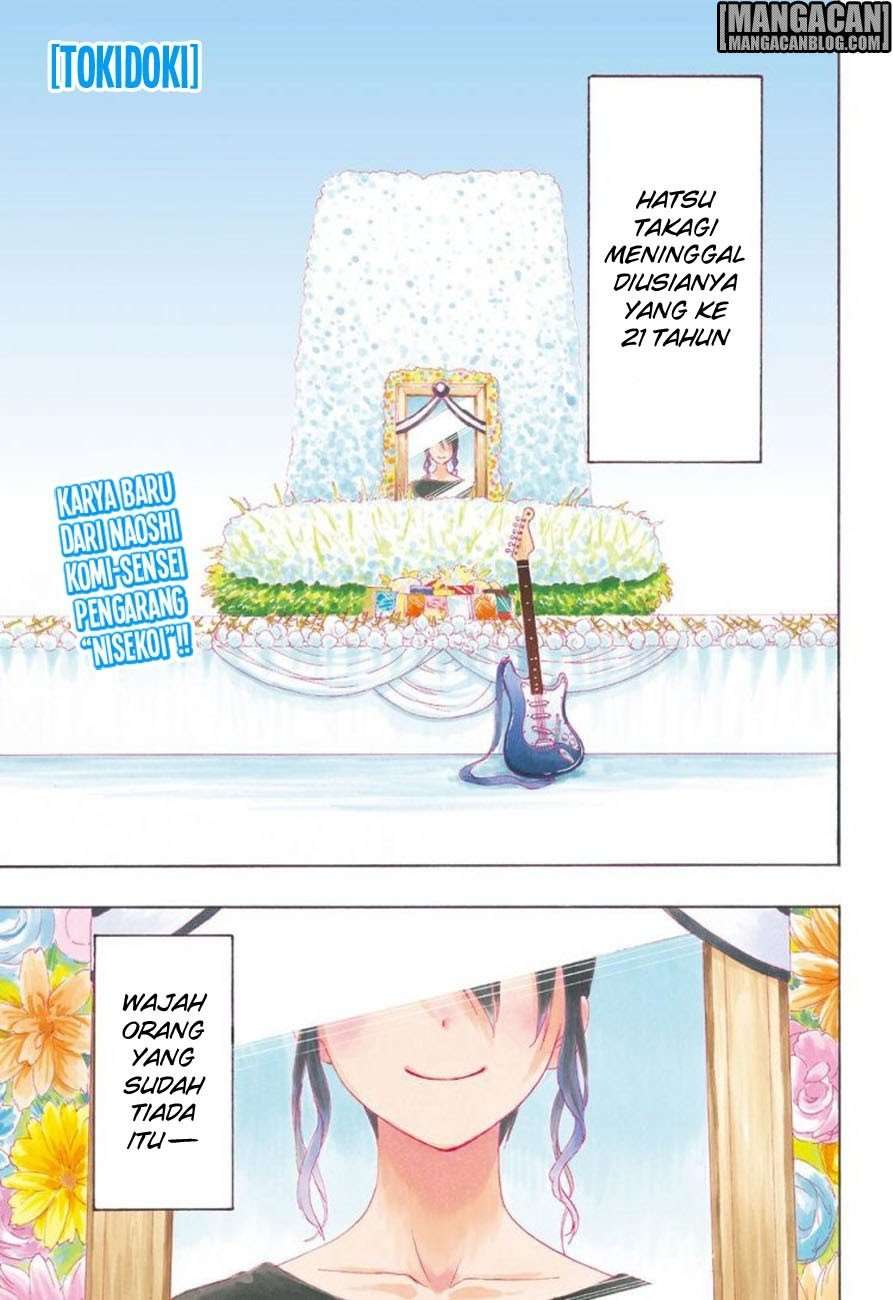 [MANGACAN]
[MANGACANBLOG.COM]
[TOKIDOKI]
HATSU
TAKAGI
MENINGGAL
DIUSIANYA
YANG KE
21 TAHUN
KARYA BARU
DARI NAOSHI
KOMI-SENSEI
PENGARANG
"NISEKOI"!!
WAJAH
ORANG
YANG
SUDAH
TIADA
ITU—